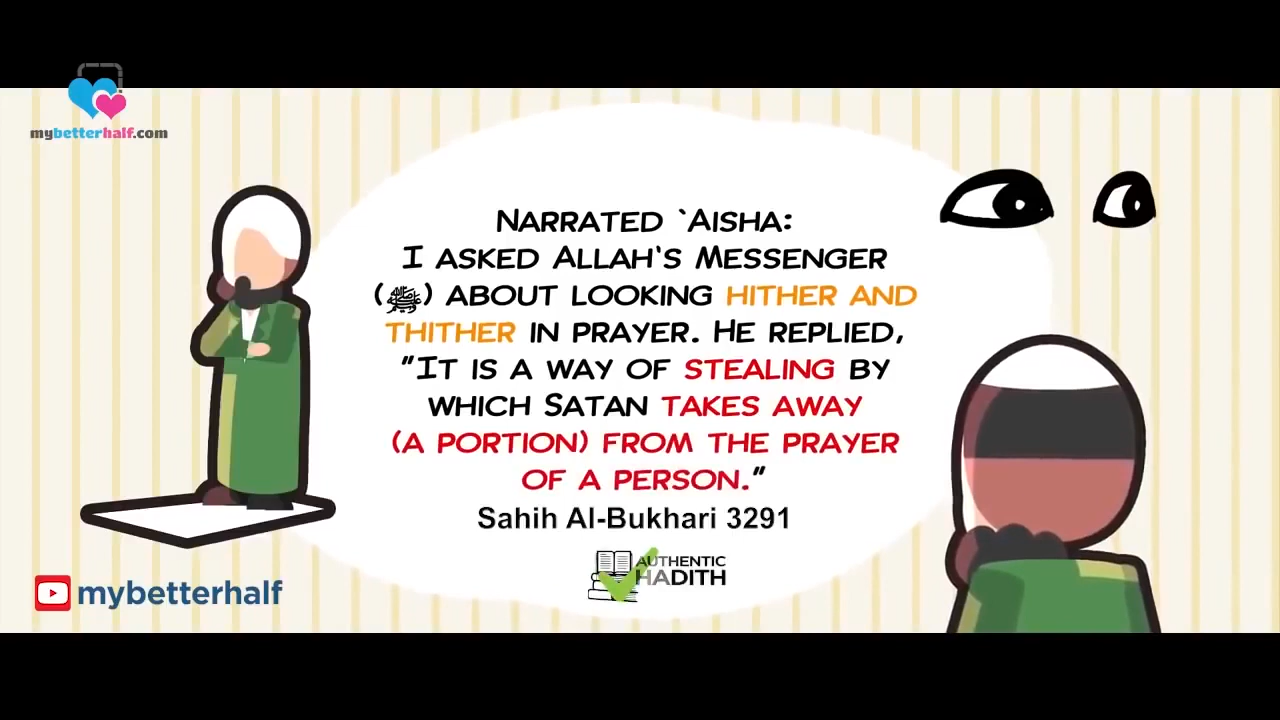 mybetterhalf.com
NARRATED `AISHA:
I ASKED ALLAH'S MESSENGER
(ﷺ) ABOUT LOOKING HITHER AND
THITHER IN PRAYER. HE REPLIED,
"IT IS A WAY OF STEALING BY
WHICH SATAN TAKES AWAY
(A PORTION) FROM THE PRAYER
OF A PERSON."
Sahih Al-Bukhari 3291
AUTHENTIC
HADITH
mybetterhalf